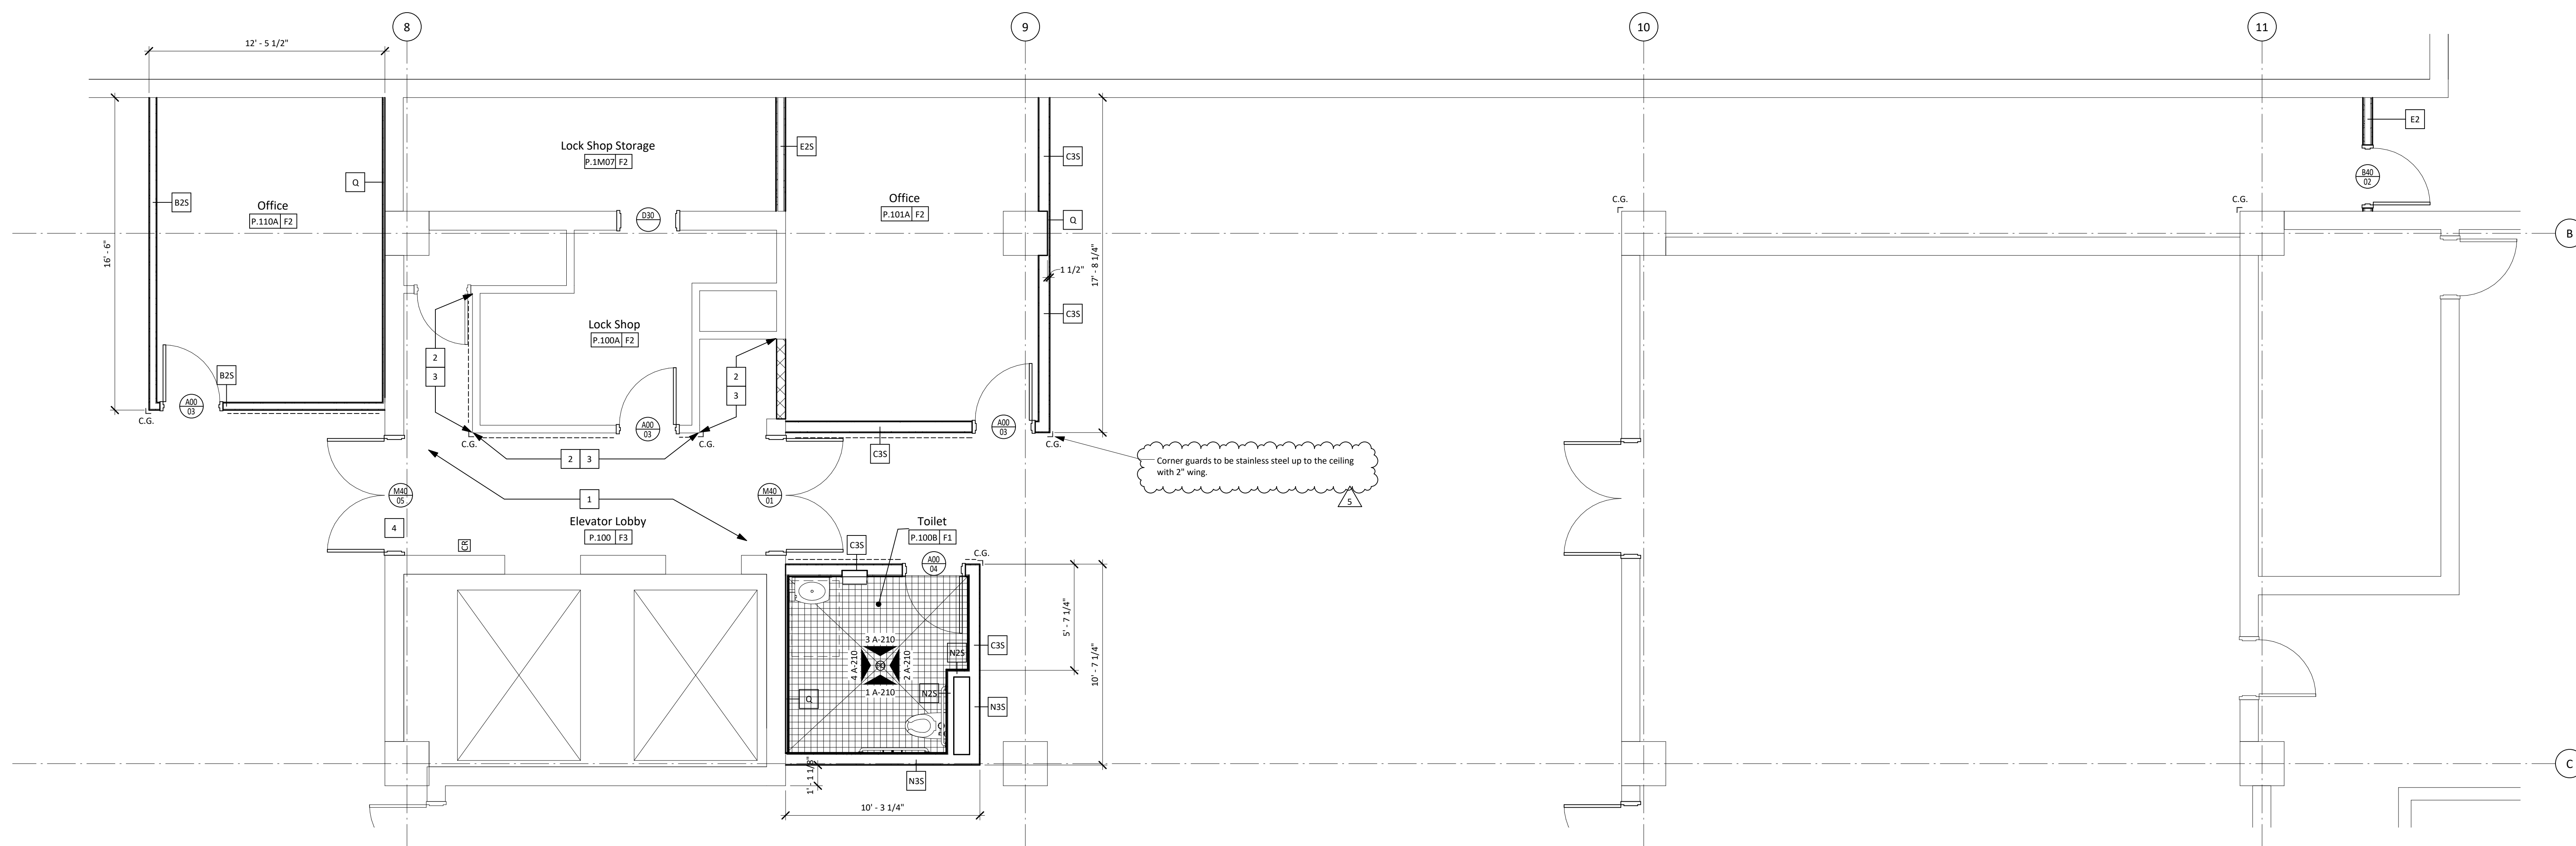 8
9
10
11
12' - 5 1/2"
16' - 6"
B2S
Office
P.110A F2
Q
Lock Shop Storage
P.1M07 F2
E2S
Office
P.101A F2
C3S
Q
1 1/2"
17' - 8 1/4"
C3S
E2
B40
02
C.G.
C.G.
B
D30
Lock Shop
P.100A F2
2
3
2
3
B2S
A00
03
C.G.
A00
03
C.G.
C.G.
A00
03
C.G.
C3S
2 3
Corner guards to be stainless steel up to the ceiling
with 2" wing.
5
M40
05
1
M40
01
4
Elevator Lobby
P.100 F3
CR
Toilet
P.100B F1
C3S
A00
04
C.G.
3 A-210
4 A-210
2 A-210
1 A-210
N2S
C3S
N2S
Q
N3S
N3S
5' - 7 1/4"
10' - 7 1/4"
1' - 1 1/8"
10' - 3 1/4"
C